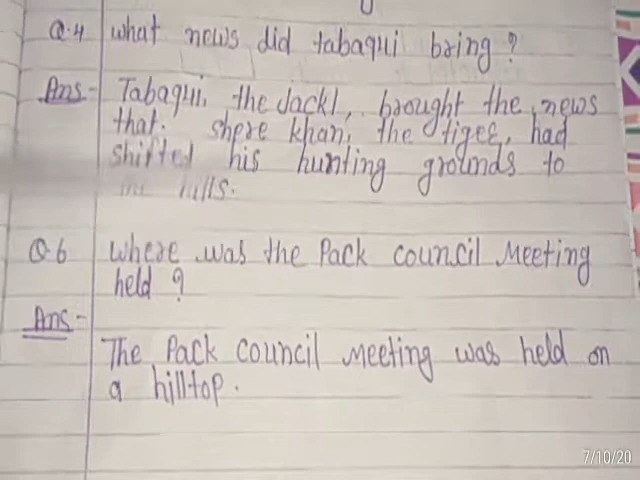 Q.4 what news did tabaqui bring ?
Ans- Tabaqui, the Jackl, brought the news
that. shere khan, the tiger, had
shifted his hunting grounds to
hills.
Q.6 where was the Pack council Meeting
held ?
Ans-
The Pack council Meeting was held on
a hilltop.
7/10/20